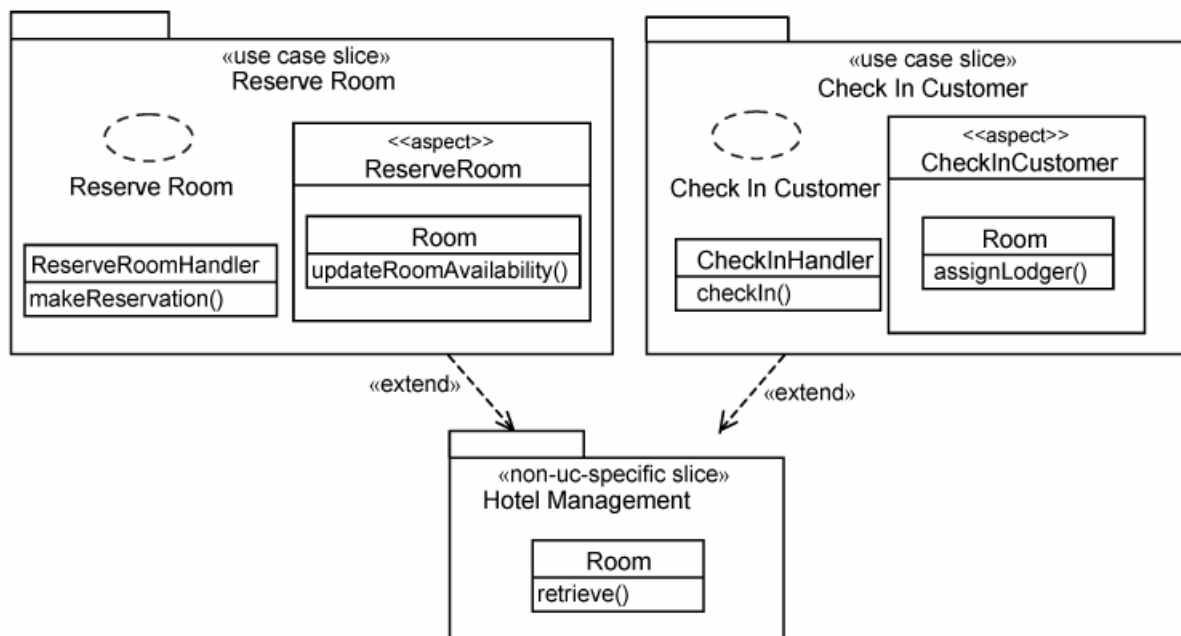 «use case slice»
Reserve Room
Reserve Room
<<aspect>>
ReserveRoom
Room
updateRoomAvailability()
ReserveRoomHandler
makeReservation()
«use case slice»
Check In Customer
Check In Customer
<<aspect>>
CheckInCustomer
Room
assignLodger()
CheckInHandler
checkIn()
«extend»
«extend»
«non-uc-specific slice»
Hotel Management
Room
retrieve()